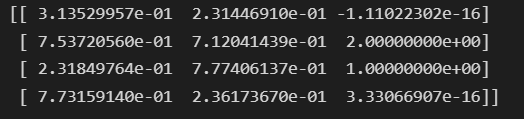 [[ 3.13529957e-01 2.31446910e-01 -1.11022302e-16]
[ 7.53720560e-01 7.12041439e-01 2.00000000e+00]
[ 2.31849764e-01 7.77406137e-01 1.00000000e+00]
[ 7.73159140e-01 2.36173670e-01 3.33066907e-16]]